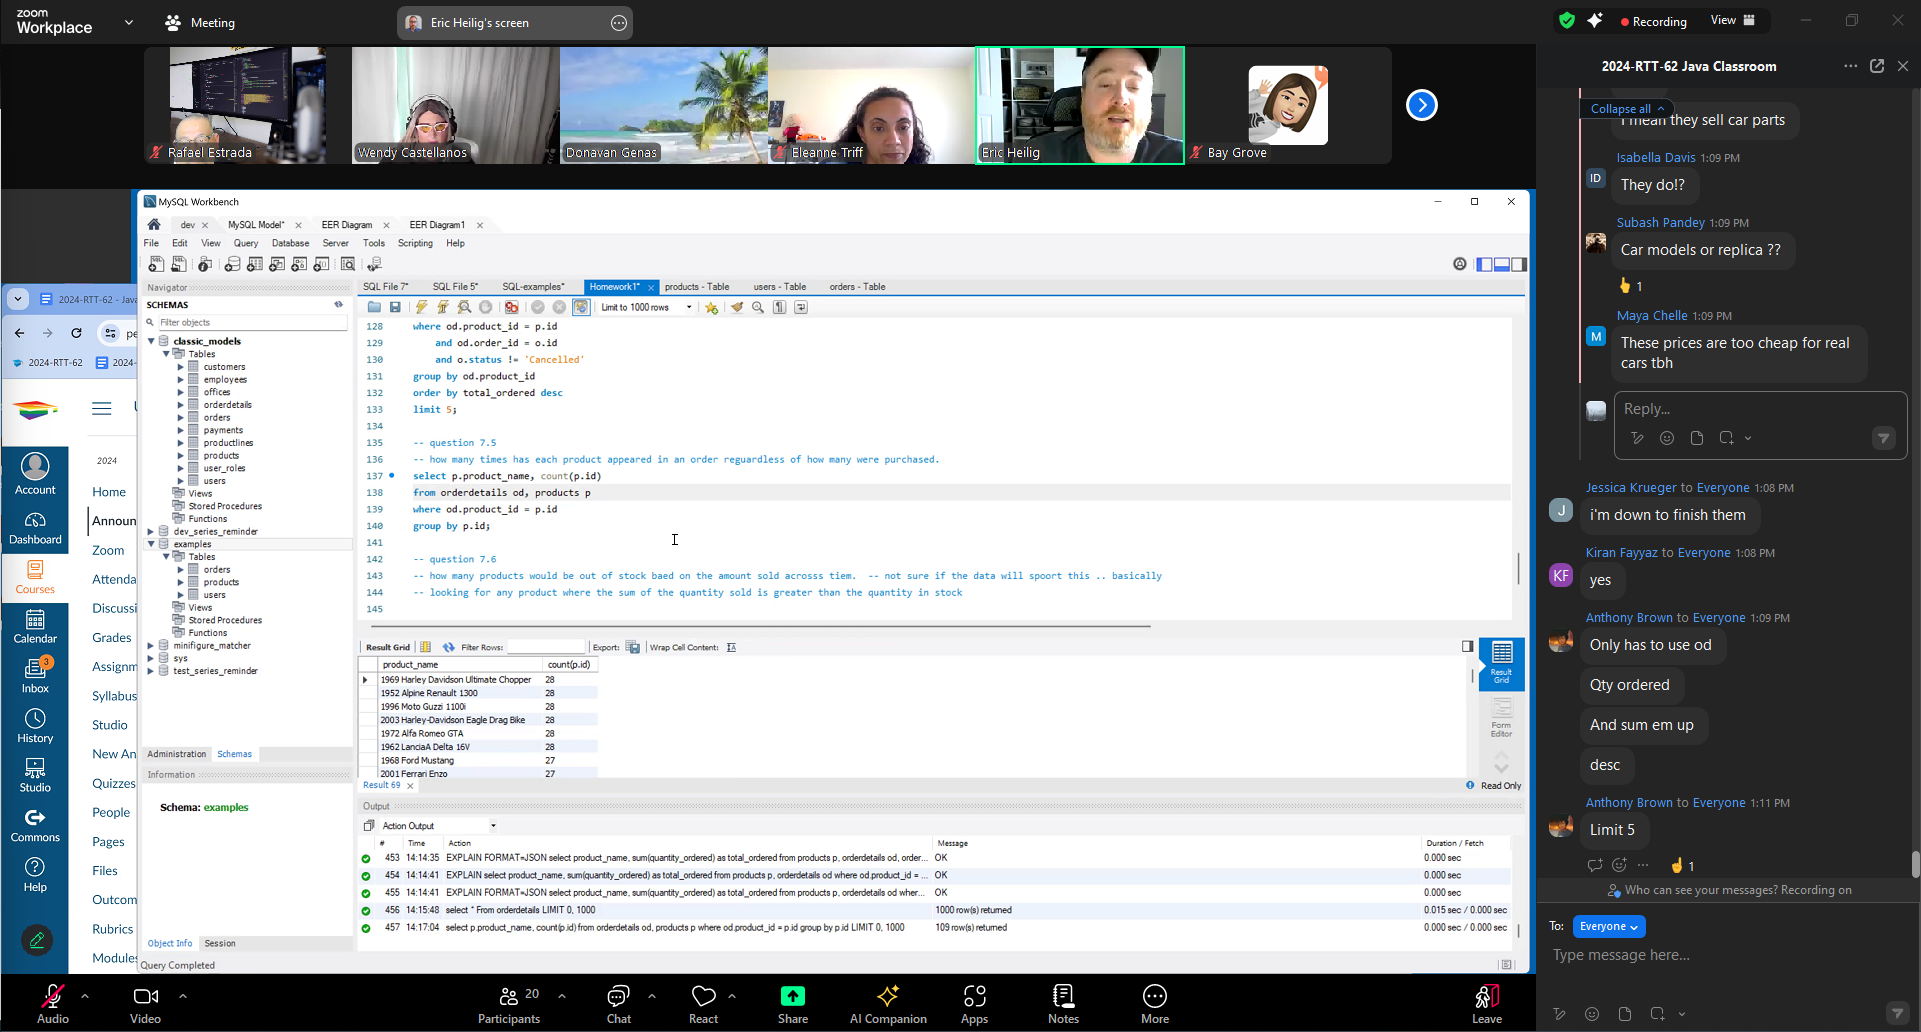 zoom
Workplace
Meeting
Eric Heilig's screen
Recording
View
Rafael Estrada
Wendy Castellanos
Donavan Genas
Eleanne Triff
Eric Heilig
Bay Grove
2024-RTT-62 - Java
2024-RTT-62
2024-
2024
Account
Dashboard
Courses
Calendar
3
Inbox
History
Studio
Commons
Help
Home
Announ
Zoom
Attenda
Discussi
Grades
Assignm
Syllabus
Studio
New An
Quizzes
People
Pages
Files
Outcom
Rubrics
Modules
MySQL Workbench
dev
MySQL Model*
EER Diagram
EER Diagram1
File Edit View Query Database Server Tools Scripting Help
Navigator
SCHEMAS
Filter objects
classic_models
Tables
customers
employees
offices
orderdetails
orders
payments
productlines
products
user_roles
users
Views
Stored Procedures
Functions
dev_series_reminder
examples
Tables
orders
products
users
Views
Stored Procedures
Functions
minifigure_matcher
sys
test_series_reminder
Administration Schemas
Information
Schema: examples
Object Info Session
Query Completed
SQL File 7* SQL File 5* SQL-examples* Homework1* products - Table users - Table orders - Table
Limit to 1000 rows
128 where od.product_id = p.id
129 and od.order_id = o.id
130 and o.status != 'Cancelled'
131 group by od.product_id
132 order by total_ordered desc
133 limit 5;
134
135 -- question 7.5
136 -- how many times has each product appeared in an order reguardless of how many were purchased.
137 select p.product_name, count(p.id)
138 from orderdetails od, products p
139 where od.product_id = p.id
140 group by p.id;
141
142 -- question 7.6
143 -- how many products would be out of stock baed on the amount sold acrosss tiem. -- not sure if the data will spoort this .. basically
144 -- looking for any product where the sum of the quantity sold is greater than the quantity in stock
145
Result Grid Filter Rows: Export: Wrap Cell Content:
product_name count(p.id)
1969 Harley Davidson Ultimate Chopper 28
1952 Alpine Renault 1300 28
1996 Moto Guzzi 1100i 28
2003 Harley-Davidson Eagle Drag Bike 28
1972 Alfa Romeo GTA 28
1962 LanciaA Delta 16V 28
1968 Ford Mustang 27
2001 Ferrari Enzo 27
Result Grid
Form Editor
Result 69
Read Only
Output
Action Output
# Time Action Message Duration / Fetch
453 14:14:35 EXPLAIN FORMAT=JSON select product_name, sum(quantity_ordered) as total_ordered from products p, orderdetails od, order... OK 0.000 sec
454 14:14:41 EXPLAIN select product_name, sum(quantity_ordered) as total_ordered from products p, orderdetails od where od.product_id = ... OK 0.000 sec
455 14:14:41 EXPLAIN FORMAT=JSON select product_name, sum(quantity_ordered) as total_ordered from products p, orderdetails od wher... OK 0.000 sec
456 14:15:48 select * From orderdetails LIMIT 0, 1000 1000 row(s) returned 0.015 sec / 0.000 sec
457 14:17:04 select p.product_name, count(p.id) from orderdetails od, products p where od.product_id = p.id group by p.id LIMIT 0, 1000 109 row(s) returned 0.000 sec / 0.000 sec
Audio
Video
20
Participants
Chat
React
Share
AI Companion
Apps
Notes
More
Leave
2024-RTT-62 Java Classroom
Collapse all
I mean they sell car parts
Isabella Davis 1:09 PM
ID
They do!?
Subash Pandey 1:09 PM
Car models or replica ??
1
Maya Chelle 1:09 PM
M
These prices are too cheap for real
cars tbh
Reply...
Jessica Krueger to Everyone 1:08 PM
J
i'm down to finish them
Kiran Fayyaz to Everyone 1:08 PM
KF
yes
Anthony Brown to Everyone 1:09 PM
Only has to use od
Qty ordered
And sum em up
desc
Anthony Brown to Everyone 1:11 PM
Limit 5
1
Who can see your messages? Recording on
To: Everyone
Type message here...